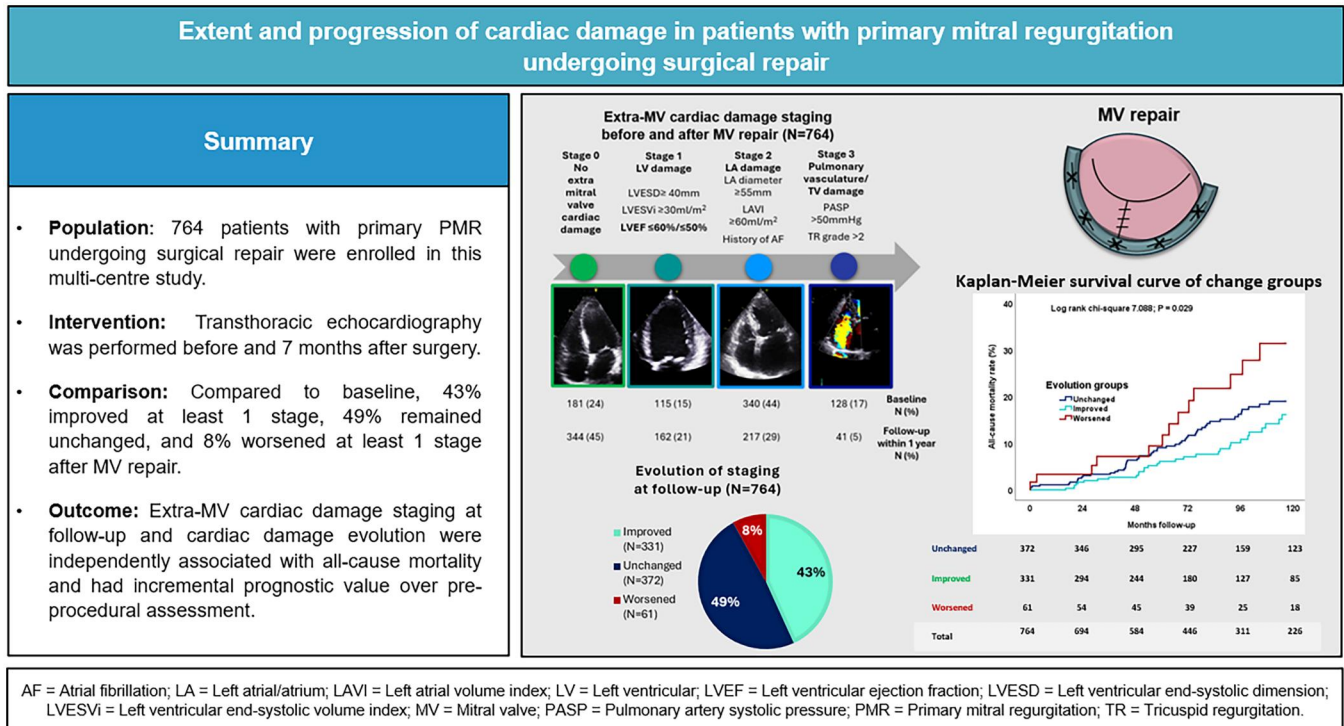 Extent and progression of cardiac damage in patients with primary mitral regurgitation
undergoing surgical repair
Summary
• Population: 764 patients with primary PMR
undergoing surgical repair were enrolled in this
multi-centre study.
• Intervention: Transthoracic echocardiography
was performed before and 7 months after surgery.
• Comparison: Compared to baseline, 43%
improved at least 1 stage, 49% remained
unchanged, and 8% worsened at least 1 stage
after MV repair.
• Outcome: Extra-MV cardiac damage staging at
follow-up and cardiac damage evolution were
independently associated with all-cause mortality
and had incremental prognostic value over pre-
procedural assessment.
Extra-MV cardiac damage staging
before and after MV repair (N=764)
Stage 0
No
extra
mitral
valve
cardiac
damage
Stage 1
LV damage
LVESD≥ 40mm
LVESVi ≥30ml/m²
LVEF ≤60%/≤50%
Stage 2
LA damage
LA diameter
≥55mm
LAVI
≥60ml/m²
History of AF
Stage 3
Pulmonary
vasculature/
TV damage
PASP
>50mmHg
TR grade >2
181 (24) 115 (15) 340 (44) 128 (17) Baseline
N (%)
344 (45) 162 (21) 217 (29) 41 (5) Follow-up
within 1 year
N (%)
Evolution of staging
at follow-up (N=764)
Improved
(N=331)
Unchanged
(N=372)
Worsened
(N=61)
8%
43%
49%
MV repair
Kaplan-Meier survival curve of change groups
Log rank chi-square 7.088; P = 0.029
Evolution groups
Unchanged
Improved
Worsened
All-cause mortality rate (%)
40
30
20
10
0
0 24 48 72 96 120
Months follow-up
Unchanged 372 346 295 227 159 123
Improved 331 294 244 180 127 85
Worsened 61 54 45 39 25 18
Total 764 694 584 446 311 226
AF = Atrial fibrillation; LA = Left atrial/atrium; LAVI = Left atrial volume index; LV = Left ventricular; LVEF = Left ventricular ejection fraction; LVESD = Left ventricular end-systolic dimension;
LVESVi = Left ventricular end-systolic volume index; MV = Mitral valve; PASP = Pulmonary artery systolic pressure; PMR = Primary mitral regurgitation; TR = Tricuspid regurgitation.